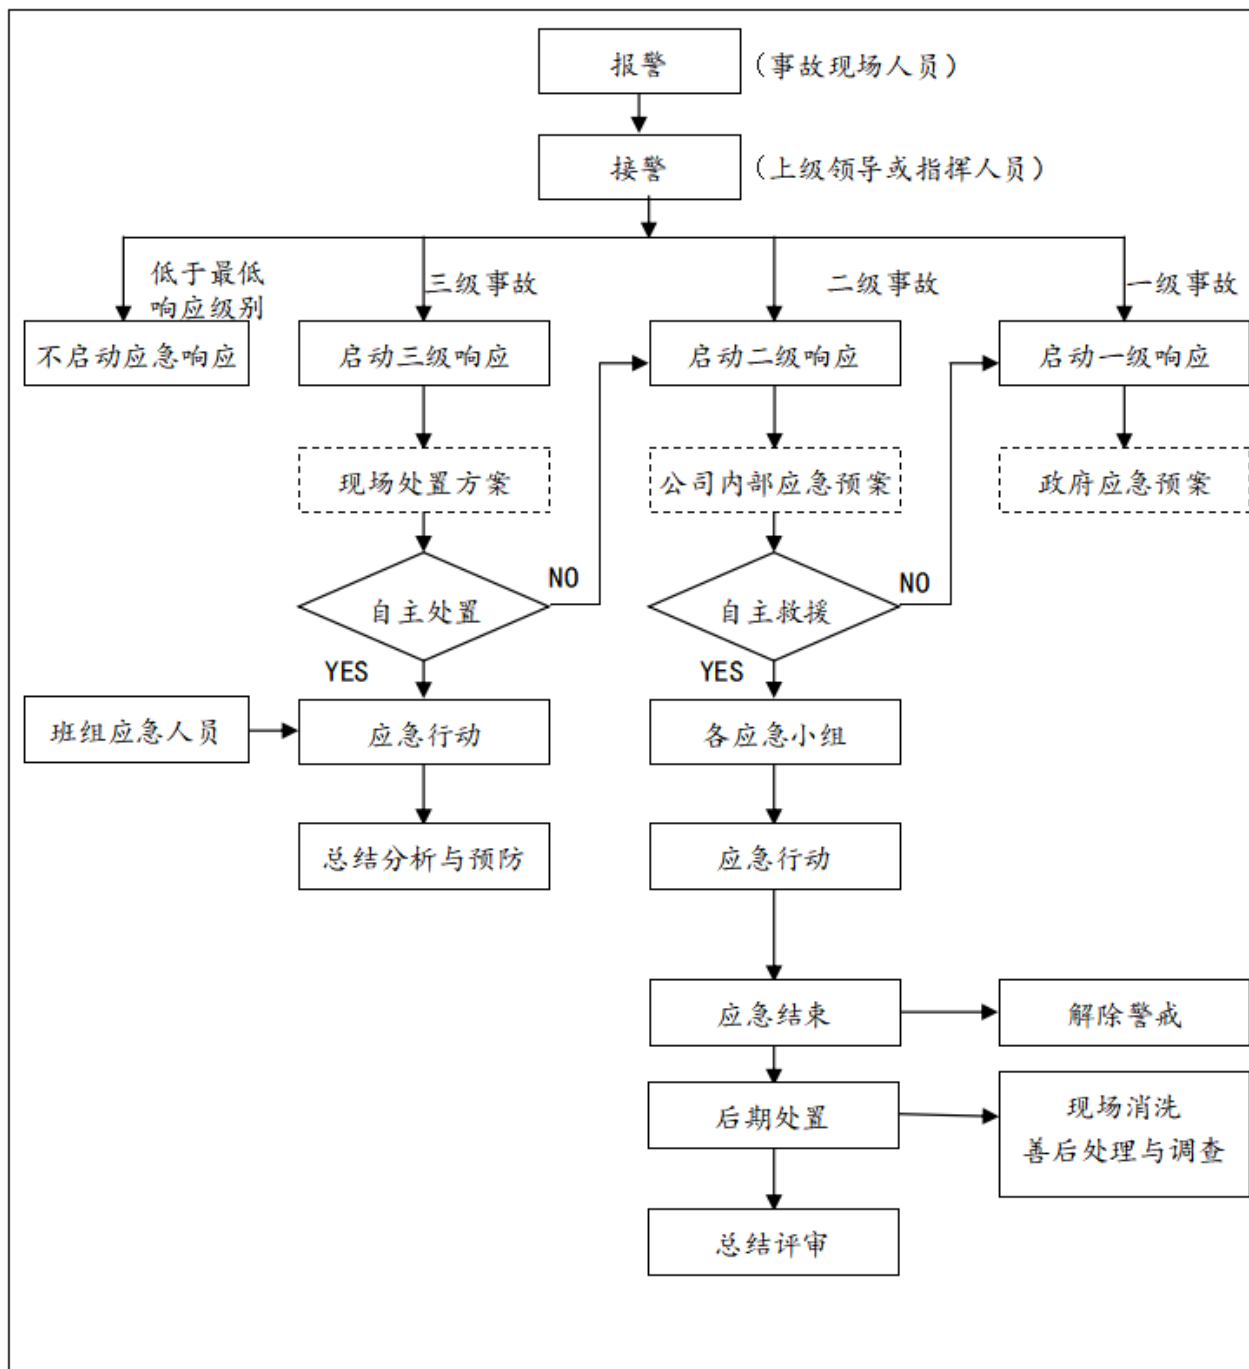 报警
（事故现场人员）
接警
（上级领导或指挥人员）
低于最低
响应级别
三级事故
二级事故
一级事故
不启动应急响应
启动三级响应
启动二级响应
启动一级响应
现场处置方案
公司内部应急预案
政府应急预案
NO
NO
自主处置
自主救援
YES
YES
班组应急人员
应急行动
各应急小组
总结分析与预防
应急行动
应急结束
解除警戒
后期处置
现场消洗
善后处理与调查
总结评审